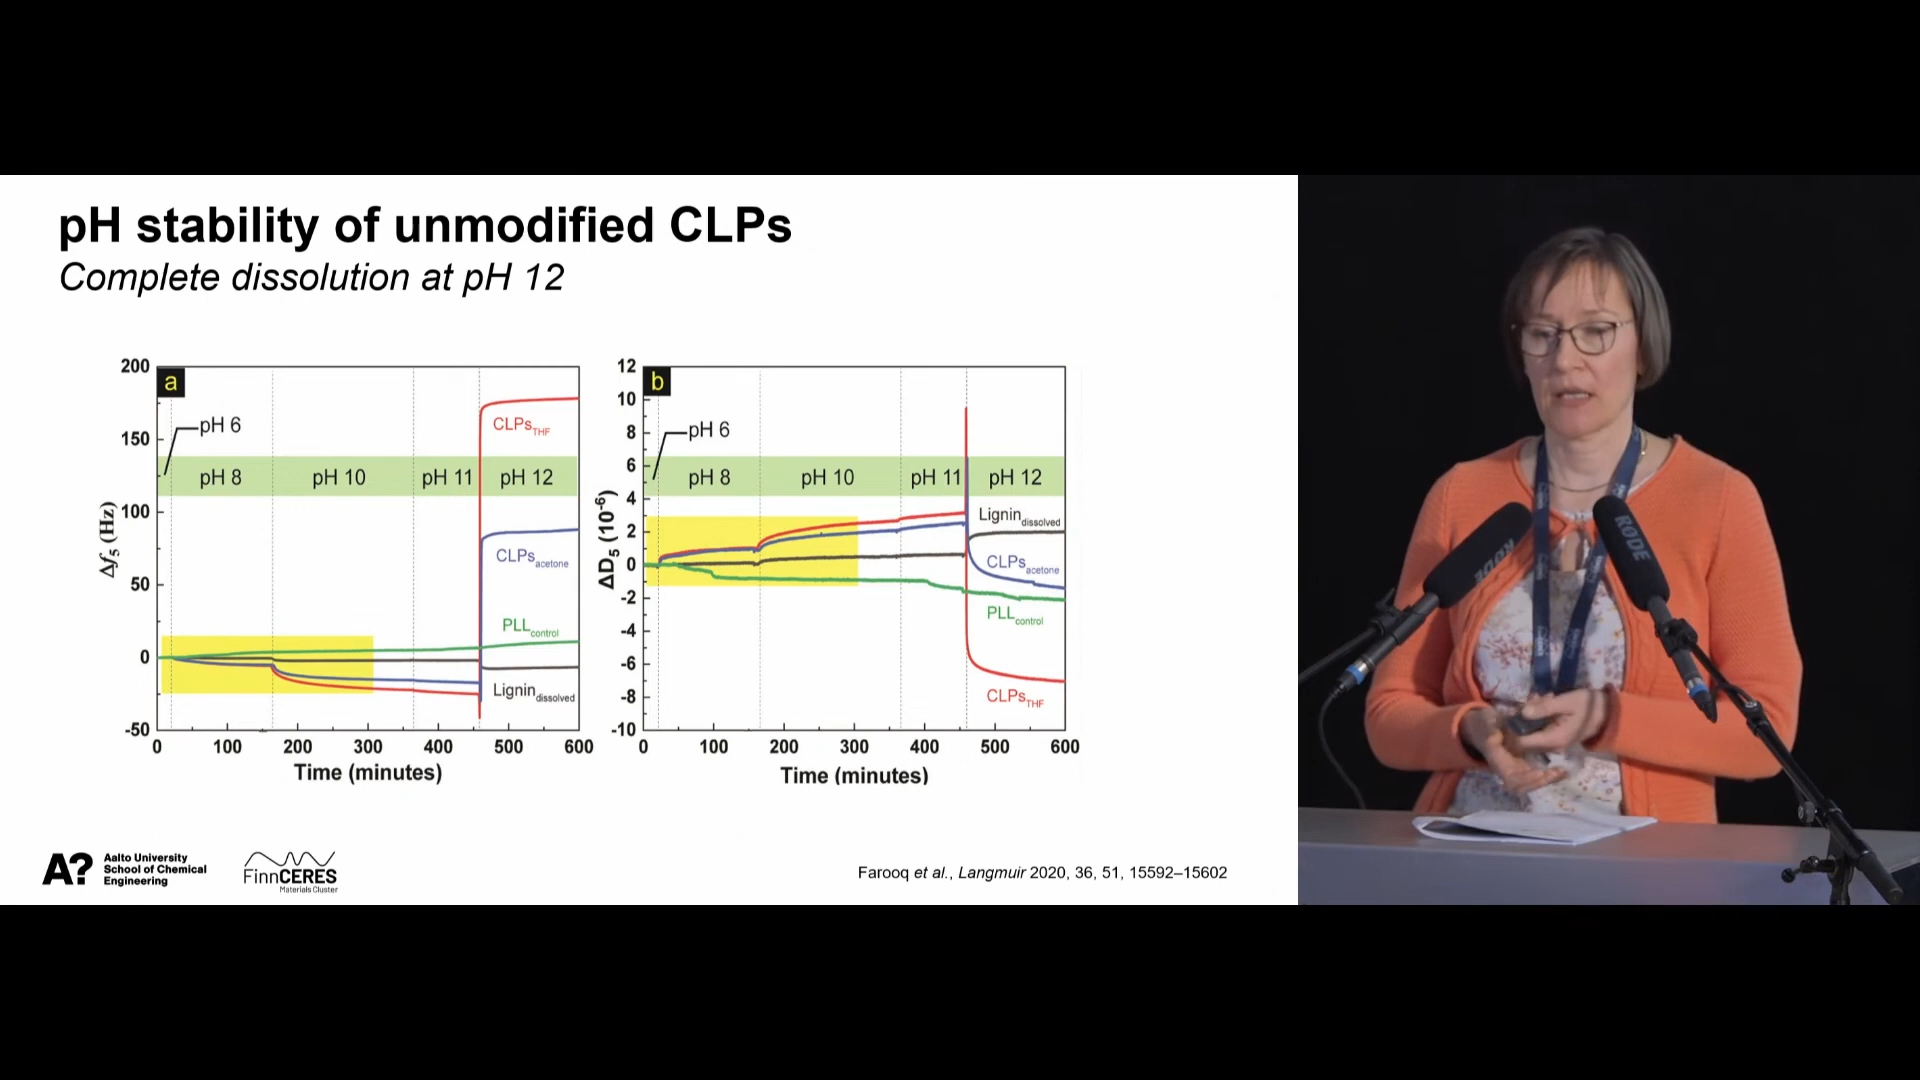 pH stability of unmodified CLPs
Complete dissolution at pH 12
a
Δf5 (Hz)
200
150
100
50
0
-50
pH 6
pH 8
pH 10
pH 11
pH 12
CLPsTHF
CLPsacetone
PLLcontrol
Lignindissolved
0 100 200 300 400 500 600
Time (minutes)
b
ΔD5 (10-6)
12
10
8
6
4
2
0
-2
-4
-6
-8
-10
pH 6
pH 8
pH 10
pH 11
pH 12
Lignindissolved
CLPsacetone
PLLcontrol
CLPsTHF
0 100 200 300 400 500 600
Time (minutes)
A?
Aalto University
School of Chemical
Engineering
FinnCERES
Materials Cluster
Farooq et al., Langmuir 2020, 36, 51, 15592–15602
RODE
RODE